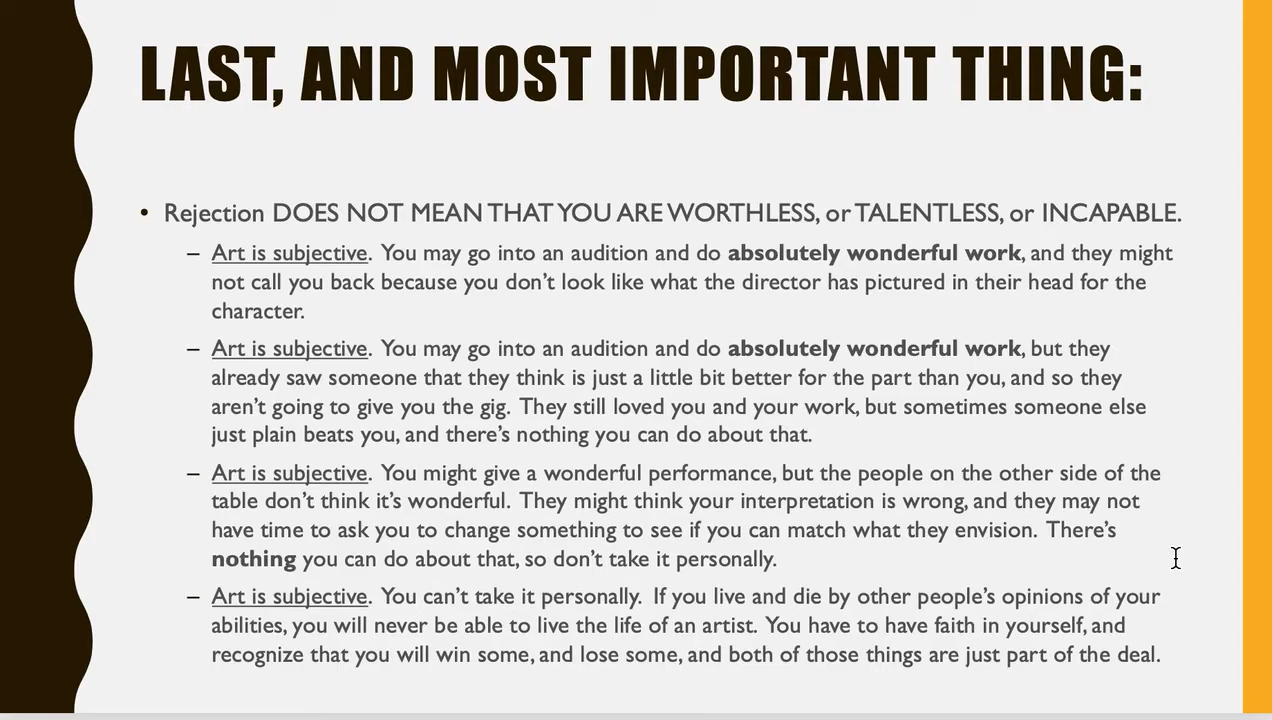 LAST, AND MOST IMPORTANT THING:
• Rejection DOES NOT MEAN THAT YOU ARE WORTHLESS, or TALENTLESS, or INCAPABLE.
– Art is subjective. You may go into an audition and do absolutely wonderful work, and they might
not call you back because you don’t look like what the director has pictured in their head for the
character.
– Art is subjective. You may go into an audition and do absolutely wonderful work, but they
already saw someone that they think is just a little bit better for the part than you, and so they
aren’t going to give you the gig. They still loved you and your work, but sometimes someone else
just plain beats you, and there’s nothing you can do about that.
– Art is subjective. You might give a wonderful performance, but the people on the other side of the
table don’t think it’s wonderful. They might think your interpretation is wrong, and they may not
have time to ask you to change something to see if you can match what they envision. There’s
nothing you can do about that, so don’t take it personally.
– Art is subjective. You can’t take it personally. If you live and die by other people’s opinions of your
abilities, you will never be able to live the life of an artist. You have to have faith in yourself, and
recognize that you will win some, and lose some, and both of those things are just part of the deal.